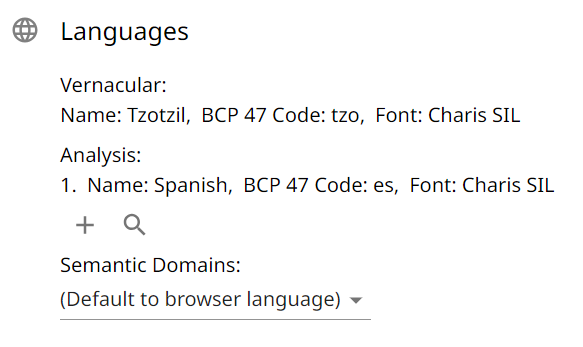 Languages
Vernacular:
Name: Tzotzil,  BCP 47 Code: tzo,  Font: Charis SIL
Analysis:
1.  Name: Spanish,  BCP 47 Code: es,  Font: Charis SIL
Semantic Domains:
(Default to browser language)